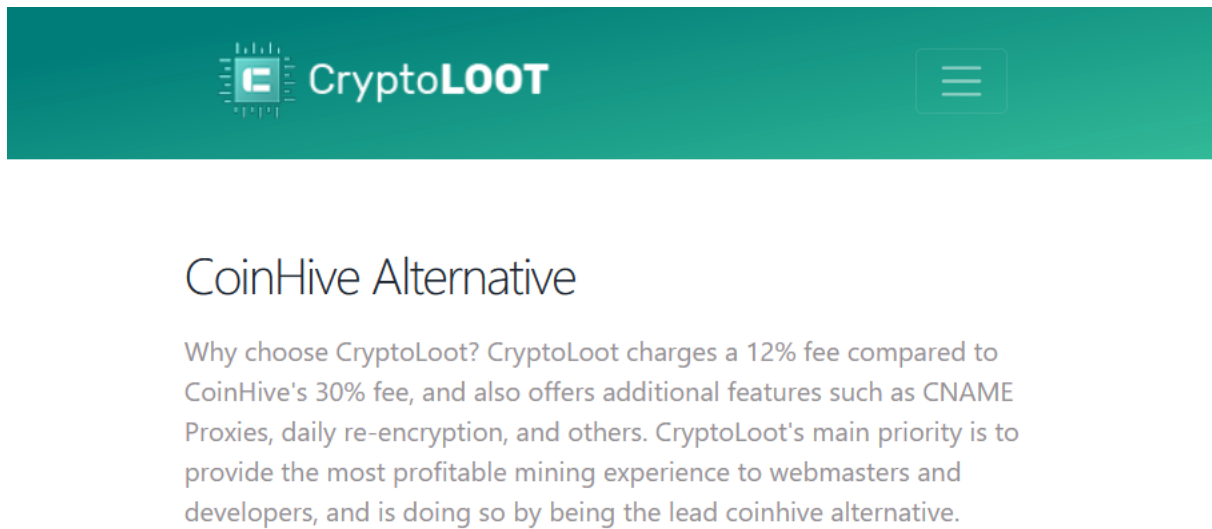 CryptoLOOT
CoinHive Alternative
Why choose CryptoLoot? CryptoLoot charges a 12% fee compared to
CoinHive's 30% fee, and also offers additional features such as CNAME
Proxies, daily re-encryption, and others. CryptoLoot's main priority is to
provide the most profitable mining experience to webmasters and
developers, and is doing so by being the lead coinhive alternative.